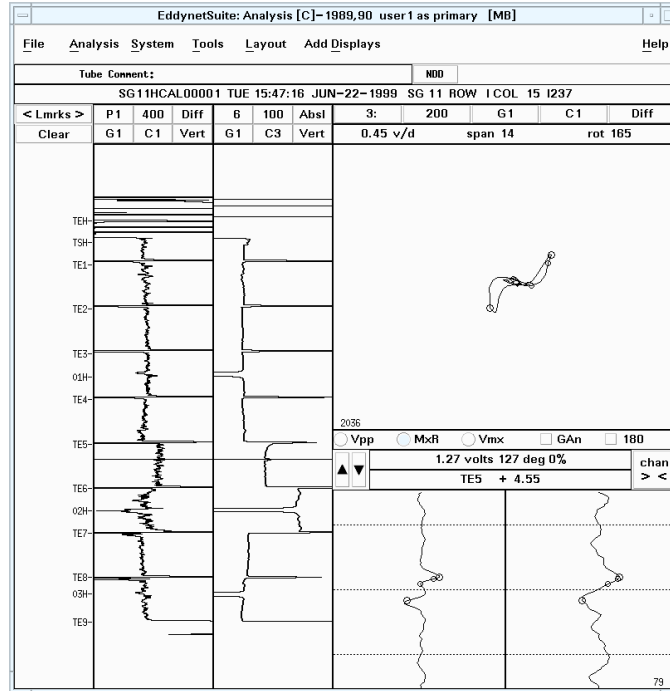 EddynetSuite: Analysis [C]-1989,90 user1 as primary [MB]
File Analysis System Tools Layout Add Displays Help
Tube Comment: NDD
SG11HCAL00001 TUE 15:47:16 JUN-22-1999 SG 11 ROW 1 COL 15 I237
< Lmrks > P1 400 Diff 6 100 Absl 3: 200 G1 C1 Diff
Clear G1 C1 Vert G1 C3 Vert 0.45 v/d span 14 rot 165
TEH
TSH
TE1
TE2
TE3
01H
TE4
TE5
TE6
02H
TE7
TE8
03H
TE9
2036
Vpp MxR Vmx GAn 180
1.27 volts 127 deg 0% chan
TE5 + 4.55 > <
79